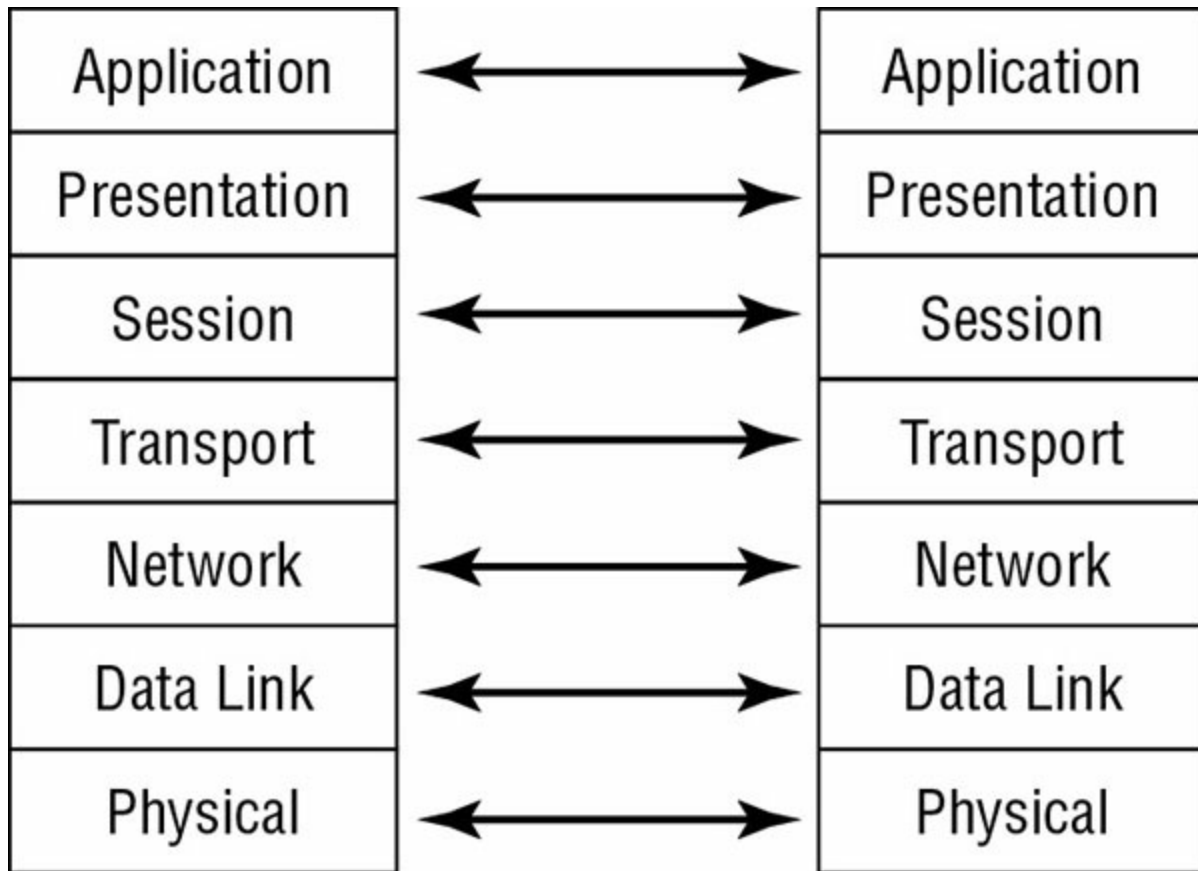 Application Application
Presentation Presentation
Session Session
Transport Transport
Network Network
Data Link Data Link
Physical Physical